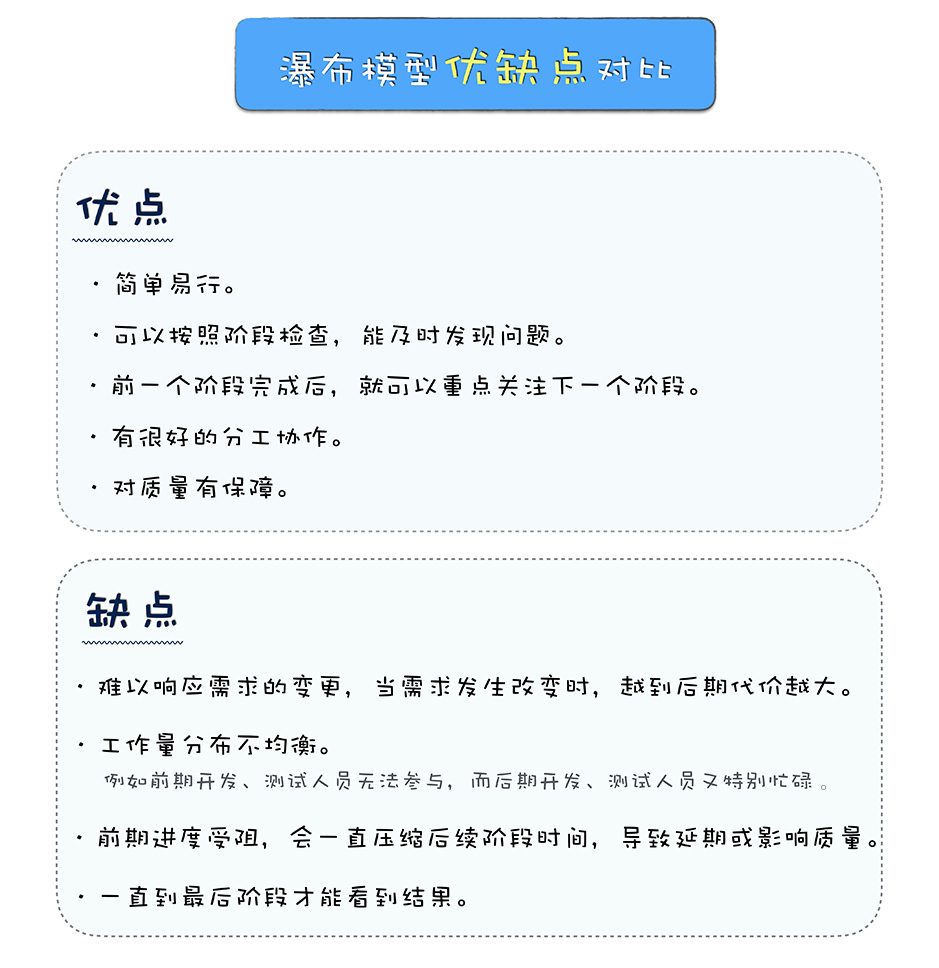 瀑布模型优缺点对比
优点
· 简单易行。
· 可以按照阶段检查，能及时发现问题。
· 前一个阶段完成后，就可以重点关注下一个阶段。
· 有很好的分工协作。
· 对质量有保障。
缺点
· 难以响应需求的变更，当需求发生改变时，越到后期代价越大。
· 工作量分布不均衡。
例如前期开发、测试人员无法参与，而后期开发、测试人员又特别忙碌。
· 前期进度受阻，会一直压缩后续阶段时间，导致延期或影响质量。
· 一直到最后阶段才能看到结果。